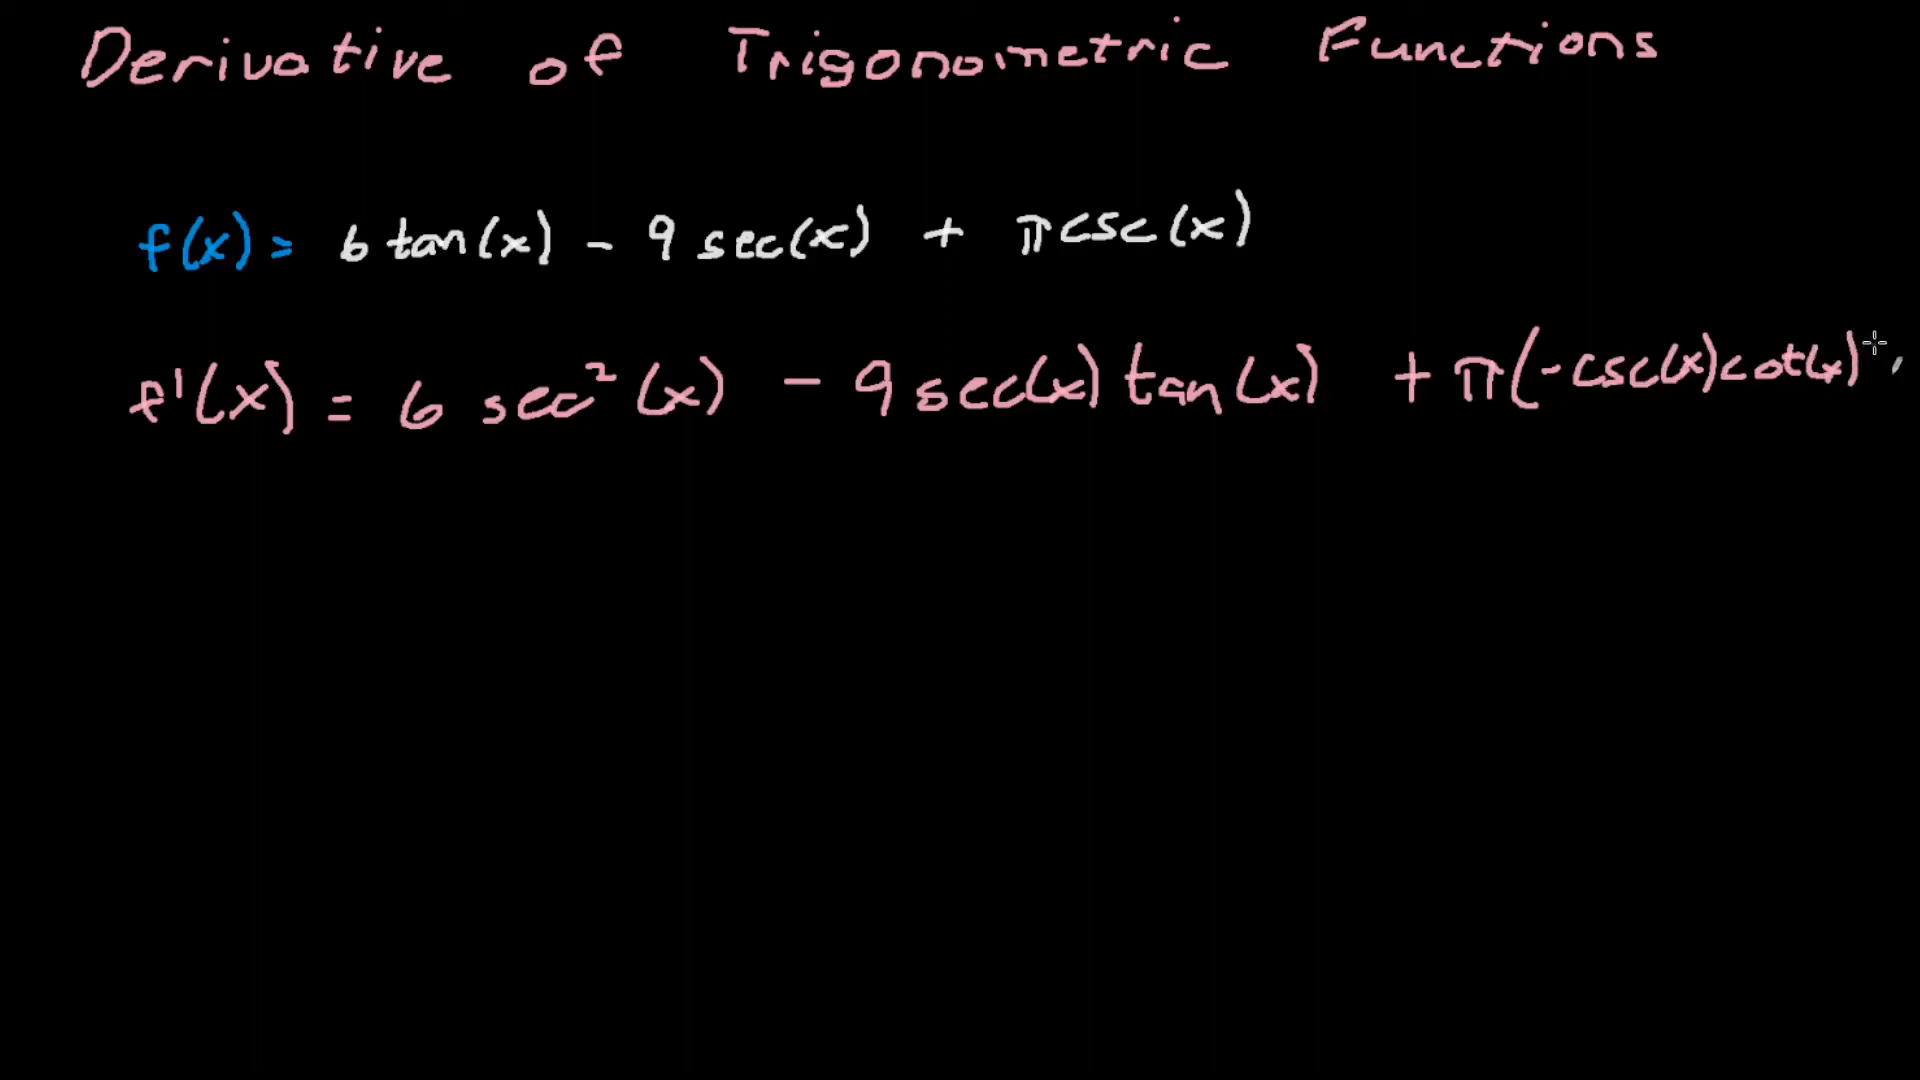 Derivative of Trigonometric Functions
f(x) = 6 tan(x) - 9 sec(x) + π csc(x)
f'(x) = 6 sec²(x) - 9 sec(x) tan(x) + π(-csc(x)cot(x)